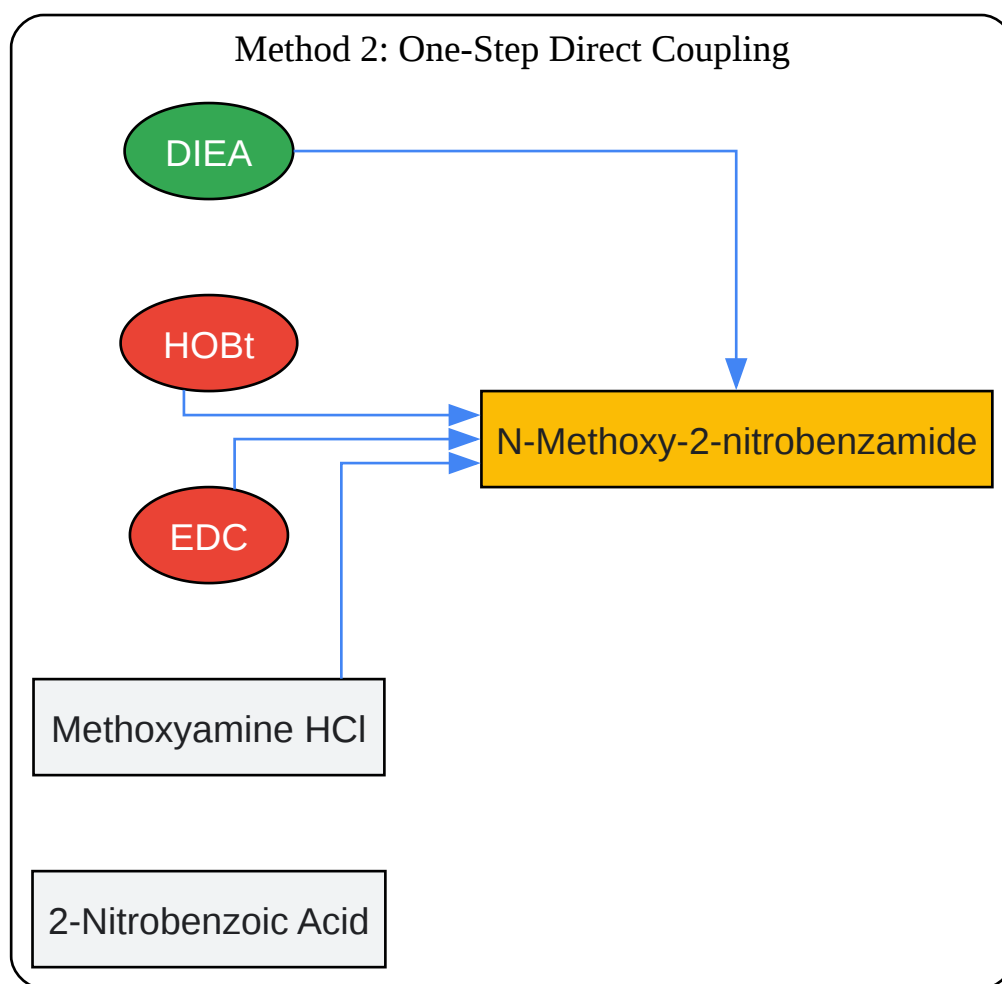 Method 2: One-Step Direct Coupling
DIEA
HOBt
N-Methoxy-2-nitrobenzamide
EDC
Methoxyamine HCl
2-Nitrobenzoic Acid